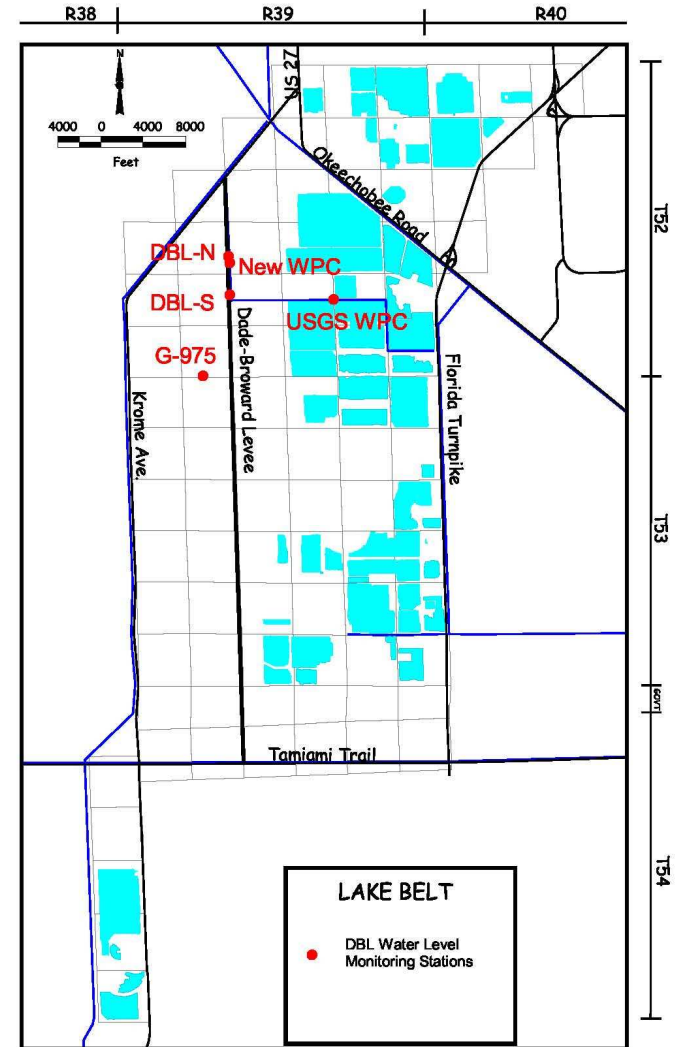 R38
R39
R40
N
US 27
4000 0 4000 8000
Feet
Okeechobee Road
T52
DBL-N
New WPC
DBL-S
USGS WPC
G-975
Dade-Broward Levee
Florida Turnpike
Krome Ave.
T53
GOVT
Tamiami Trail
T54
LAKE BELT
DBL Water Level
Monitoring Stations